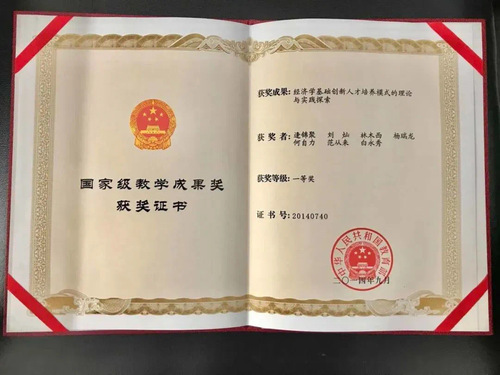 国家级教学成果奖
获奖证书
获奖成果：经济学基础创新人才培养模式的理论
与实践探索
获 奖 者：逄锦聚 刘 灿 林木西 杨瑞龙
何自力 范从来 白永秀
获奖等级：一等奖
证 书 号：20140740
中华人民共和国教育部
二〇一四年九月